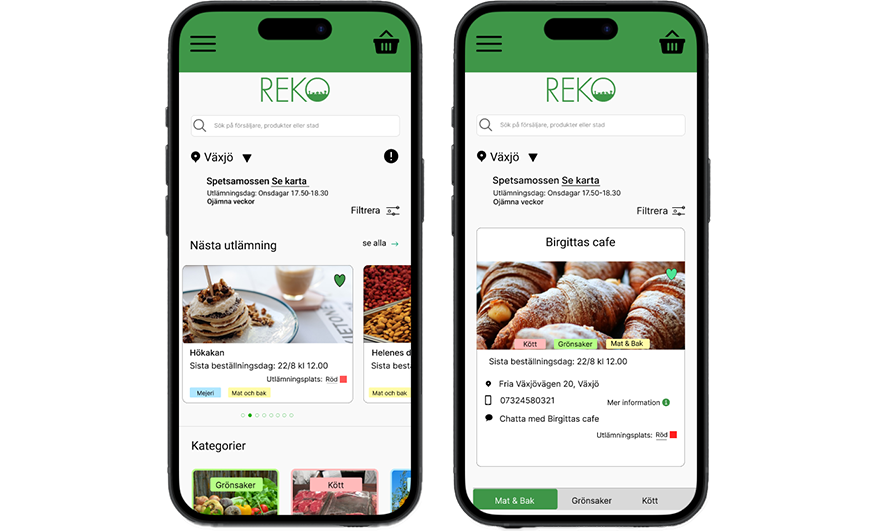 REKO
Sök på försäljare, produkter eller stad
Växjö
Spetsamossen Se karta
Utlämningsdag: Onsdagar 17.50-18.30
Ojämna veckor
Filtrera
Nästa utlämning
se alla →
Hökakan
Sista beställningsdag: 22/8 kl 12.00
Utlämningsplats: Röd
Mejeri
Mat och bak
Helenes d
Sista bestä
Mat och bak
Kategorier
Grönsaker
Kött
REKO
Sök på försäljare, produkter eller stad
Växjö
Spetsamossen Se karta
Utlämningsdag: Onsdagar 17.50-18.30
Ojämna veckor
Filtrera
Birgittas cafe
Kött
Grönsaker
Mat & Bak
Sista beställningsdag: 22/8 kl 12.00
Fria Växjövägen 20, Växjö
07324580321
Mer information
Chatta med Birgittas cafe
Utlämningsplats: Röd
Mat & Bak
Grönsaker
Kött